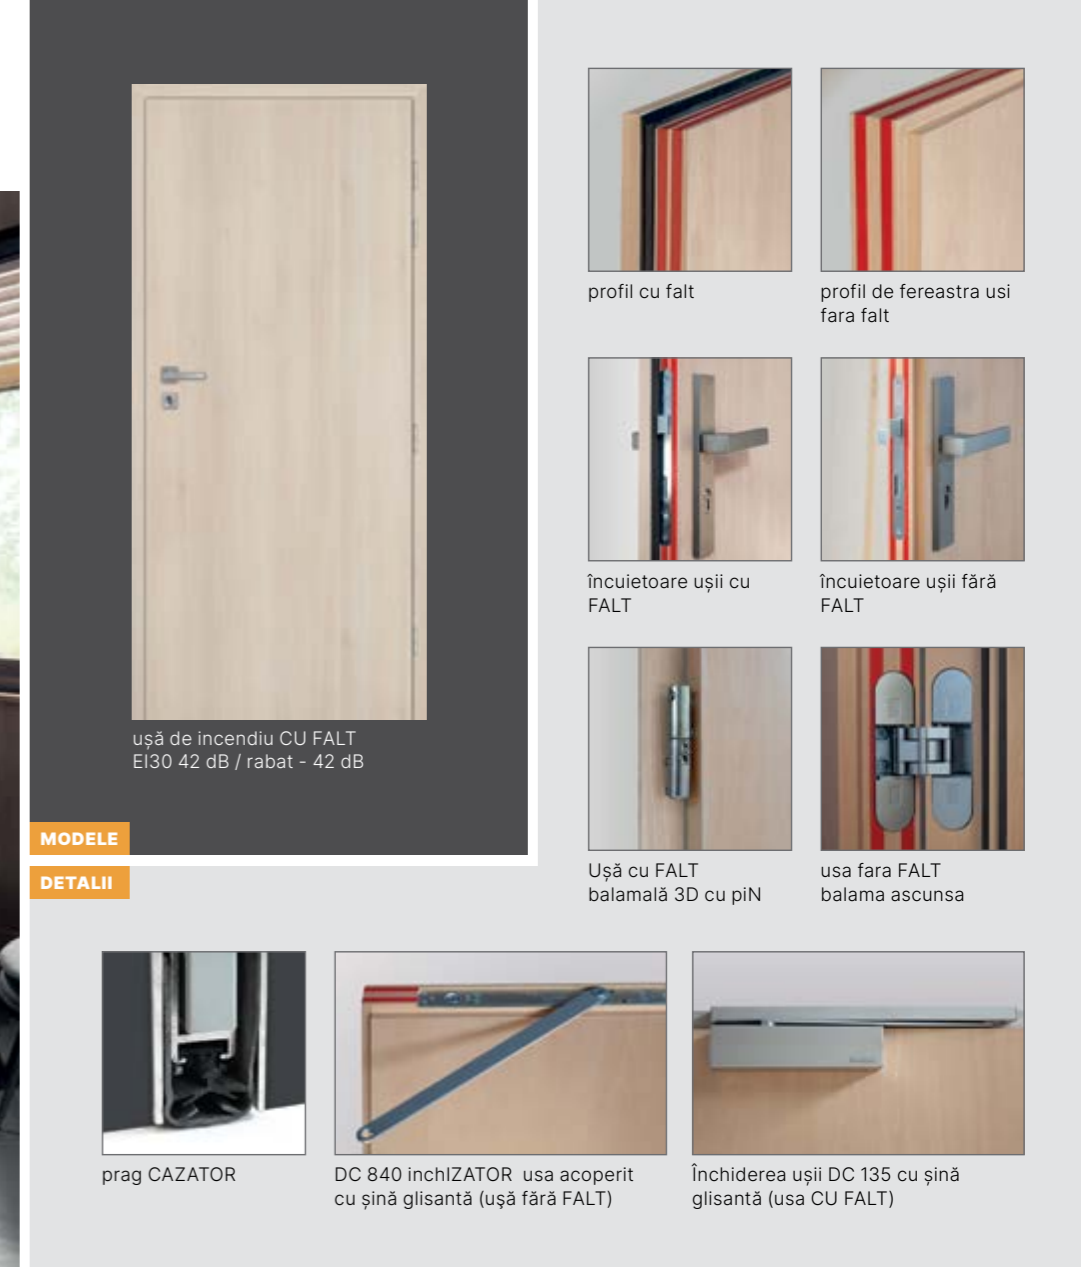 ușă de incendiu CU FALT
EI30 42 dB / rabat - 42 dB
MODELE
DETALII
profil cu falt
profil de fereastra usi
fara falt
încuietoare ușii cu
FALT
încuietoare ușii fără
FALT
Ușă cu FALT
balamală 3D cu piN
usa fara FALT
balama ascunsa
prag CAZATOR
DC 840 inchIZATOR usa acoperit
cu șină glisantă (uşă fără FALT)
Închiderea ușii DC 135 cu șină
glisantă (usa CU FALT)